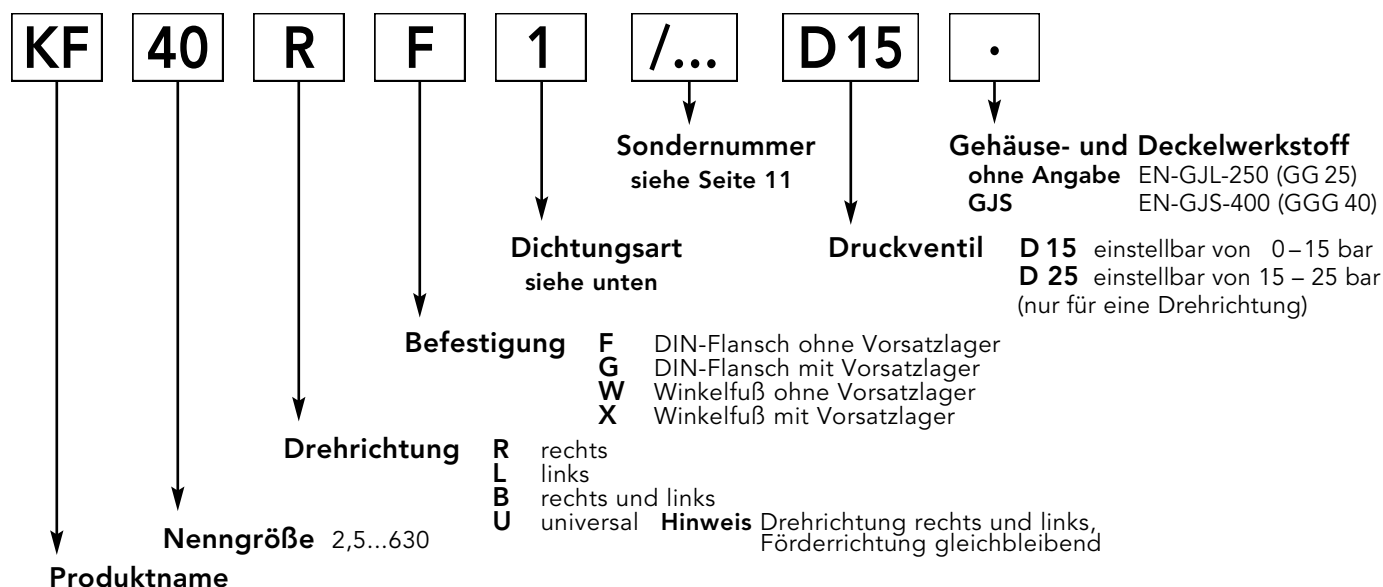 KF 40 R F 1 /... D 15 ·
Sondernummer
siehe Seite 11
Gehäuse- und Deckelwerkstoff
ohne Angabe EN-GJL-250 (GG 25)
GJS EN-GJS-400 (GGG 40)
Dichtungsart
siehe unten
Druckventil D 15 einstellbar von 0–15 bar
D 25 einstellbar von 15 – 25 bar
(nur für eine Drehrichtung)
Befestigung F DIN-Flansch ohne Vorsatzlager
G DIN-Flansch mit Vorsatzlager
W Winkelfuß ohne Vorsatzlager
X Winkelfuß mit Vorsatzlager
Drehrichtung R rechts
L links
B rechts und links
U universal Hinweis Drehrichtung rechts und links,
Förderrichtung gleichbleibend
Nenngröße 2,5...630
Produktname